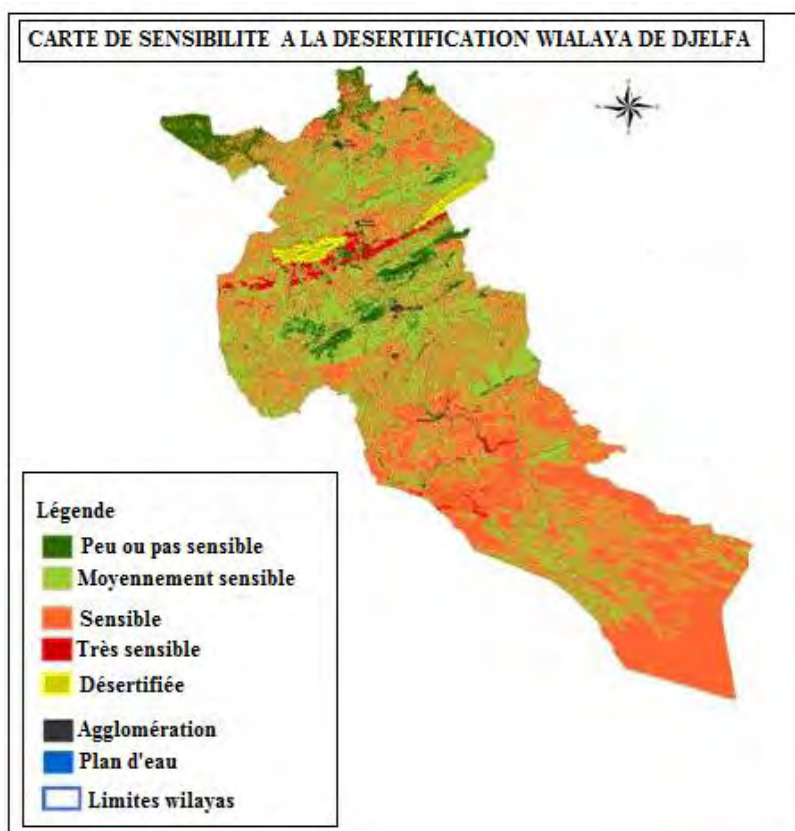 CARTE DE SENSIBILITE A LA DESERTIFICATION WIALAYA DE DJELFA
Légende
Peu ou pas sensible
Moyennement sensible
Sensible
Très sensible
Désertifiée
Agglomération
Plan d'eau
Limites wilayas